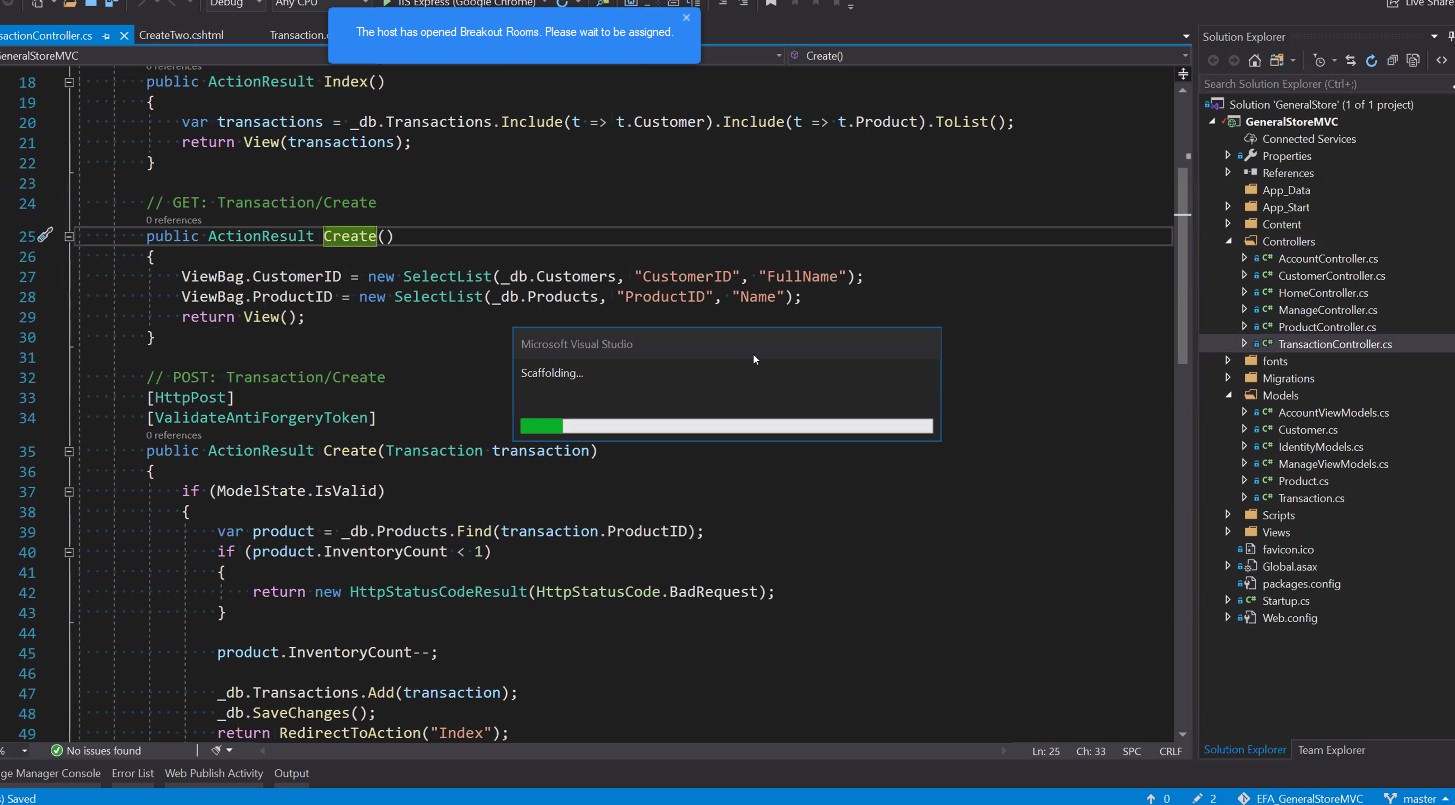 Debug
Any CPU
IIS Express (Google Chrome)
Live Share
The host has opened Breakout Rooms. Please wait to be assigned.
sactionController.cs
CreateTwo.cshtml
Transaction.
eneralStoreMVC
Create()
0 references
18 public ActionResult Index()
19 {
20 var transactions = _db.Transactions.Include(t => t.Customer).Include(t => t.Product).ToList();
21 return View(transactions);
22 }
23
24 // GET: Transaction/Create
0 references
25 public ActionResult Create()
26 {
27 ViewBag.CustomerID = new SelectList(_db.Customers, "CustomerID", "FullName");
28 ViewBag.ProductID = new SelectList(_db.Products, "ProductID", "Name");
29 return View();
30 }
31
32 // POST: Transaction/Create
33 [HttpPost]
34 [ValidateAntiForgeryToken]
0 references
35 public ActionResult Create(Transaction transaction)
36 {
37 if (ModelState.IsValid)
38 {
39 var product = _db.Products.Find(transaction.ProductID);
40 if (product.InventoryCount < 1)
41 {
42 return new HttpStatusCodeResult(HttpStatusCode.BadRequest);
43 }
44
45 product.InventoryCount--;
46
47 _db.Transactions.Add(transaction);
48 _db.SaveChanges();
49 return RedirectToAction("Index");
Microsoft Visual Studio
Scaffolding...
%
No issues found
Ln: 25 Ch: 33 SPC CRLF
ge Manager Console Error List Web Publish Activity Output
) Saved
0 2 EFA_GeneralStoreMVC master
Solution Explorer
Search Solution Explorer (Ctrl+;)
Solution 'GeneralStore' (1 of 1 project)
GeneralStoreMVC
Connected Services
Properties
References
App_Data
App_Start
Content
Controllers
C# AccountController.cs
C# CustomerController.cs
C# HomeController.cs
C# ManageController.cs
C# ProductController.cs
C# TransactionController.cs
fonts
Migrations
Models
C# AccountViewModels.cs
C# Customer.cs
C# IdentityModels.cs
C# ManageViewModels.cs
C# Product.cs
C# Transaction.cs
Scripts
Views
favicon.ico
Global.asax
packages.config
C# Startup.cs
Web.config
Solution Explorer Team Explorer